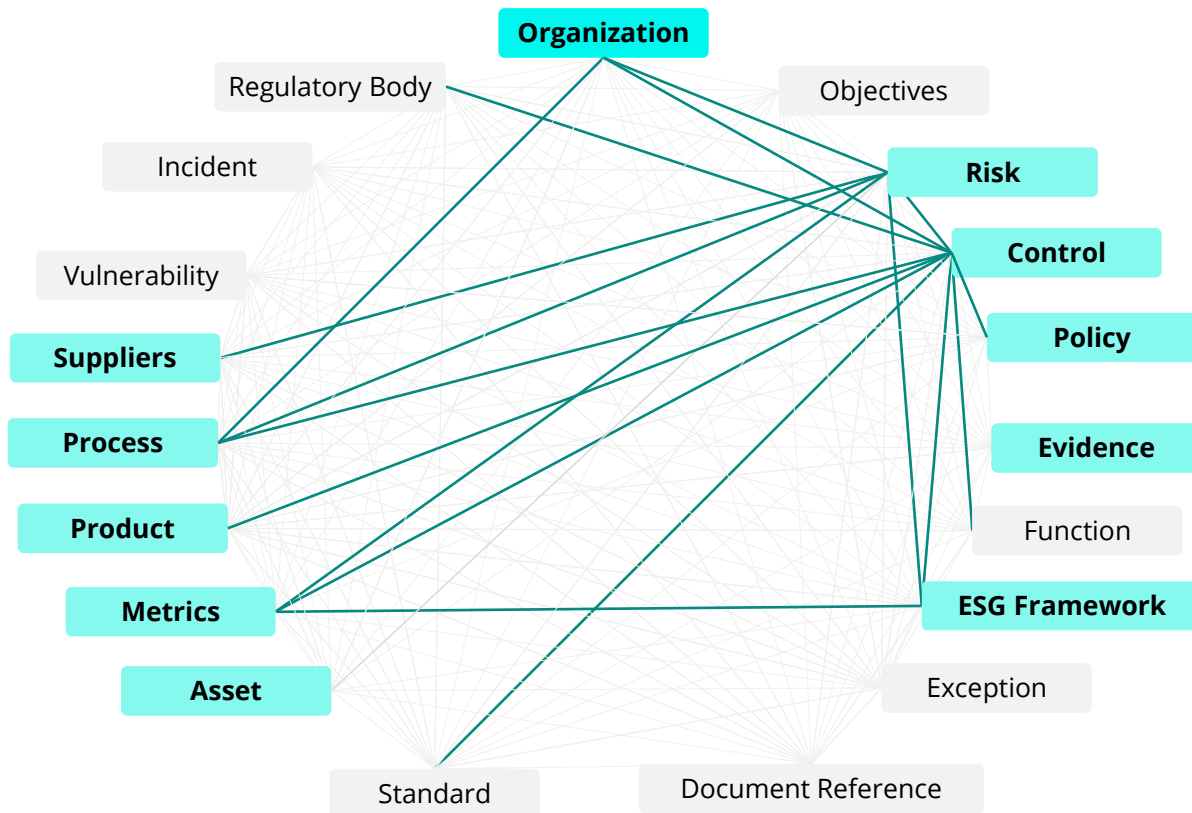 Organization
Regulatory Body
Objectives
Incident
Risk
Control
Vulnerability
Policy
Suppliers
Process
Evidence
Product
Function
Metrics
ESG Framework
Asset
Exception
Standard
Document Reference